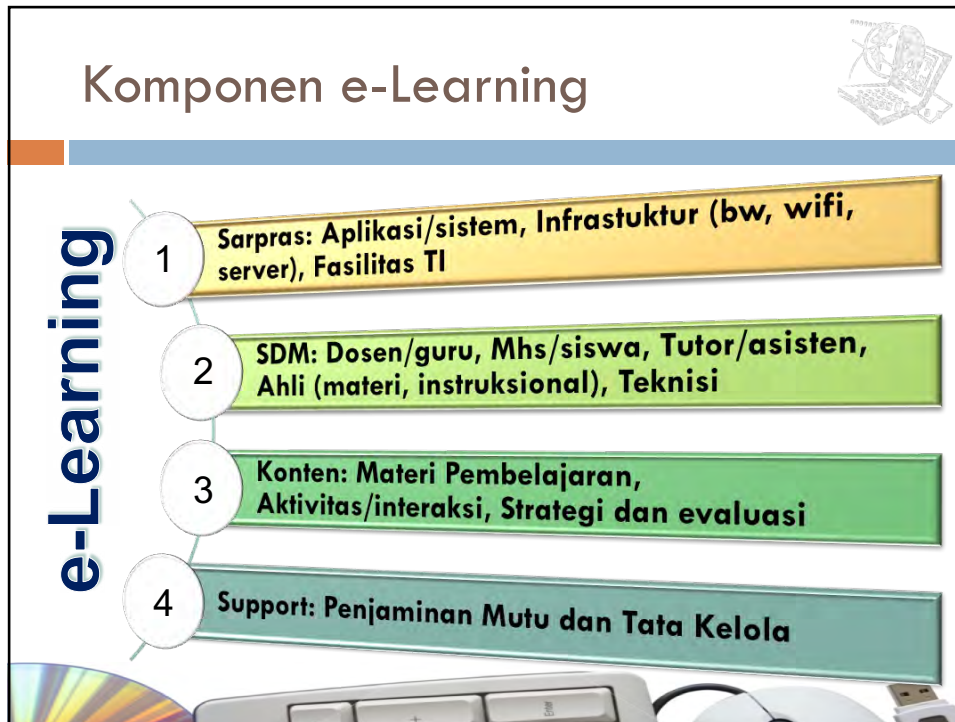 Komponen e-Learning
e-Learning
1
Sarpras: Aplikasi/sistem, Infrastuktur (bw, wifi,
server), Fasilitas TI
2
SDM: Dosen/guru, Mhs/siswa, Tutor/asisten,
Ahli (materi, instruksional), Teknisi
3
Konten: Materi Pembelajaran,
Aktivitas/interaksi, Strategi dan evaluasi
4
Support: Penjaminan Mutu dan Tata Kelola
+
Enter